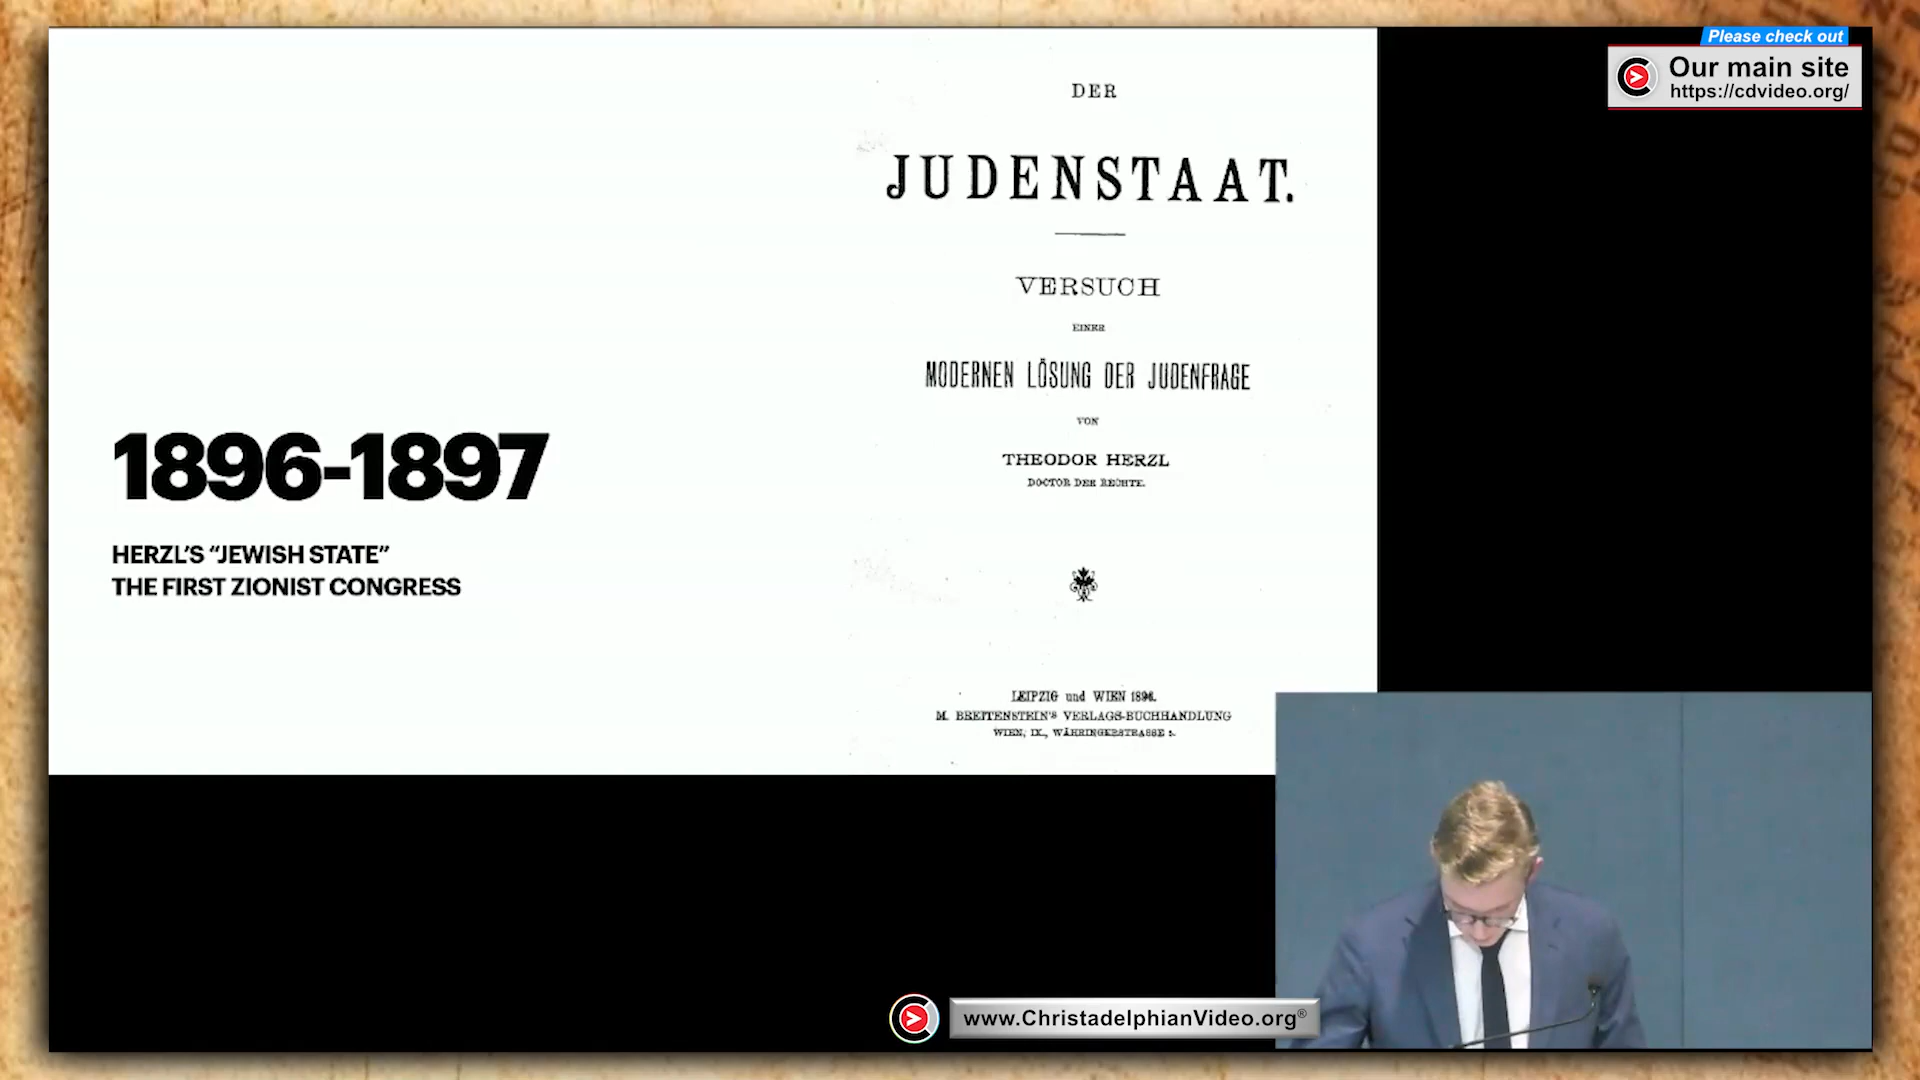 Please check out
Our main site
https://cdvideo.org/
DER
JUDENSTAAT.
VERSUCH
EINER
MODERNEN LÖSUNG DER JUDENFRAGE
VON
THEODOR HERZL
DOCTOR DER RECHTE.
1896-1897
HERZL'S “JEWISH STATE”
THE FIRST ZIONIST CONGRESS
LEIPZIG und WIEN 1896.
M. BREITENSTEIN'S VERLAGS-BUCHHANDLUNG
WIEN, IX., WÄHRINGERSTRASSE
www.ChristadelphianVideo.org®